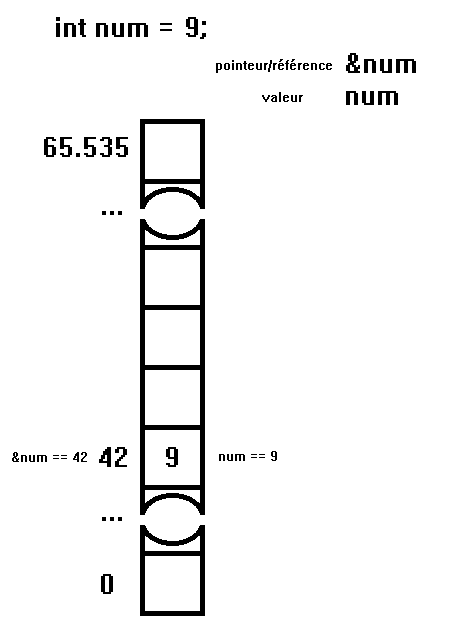 int num = 9;
pointeur/référence &num
valeur num
65.535
...
&num == 42 42 9 num == 9
...
0